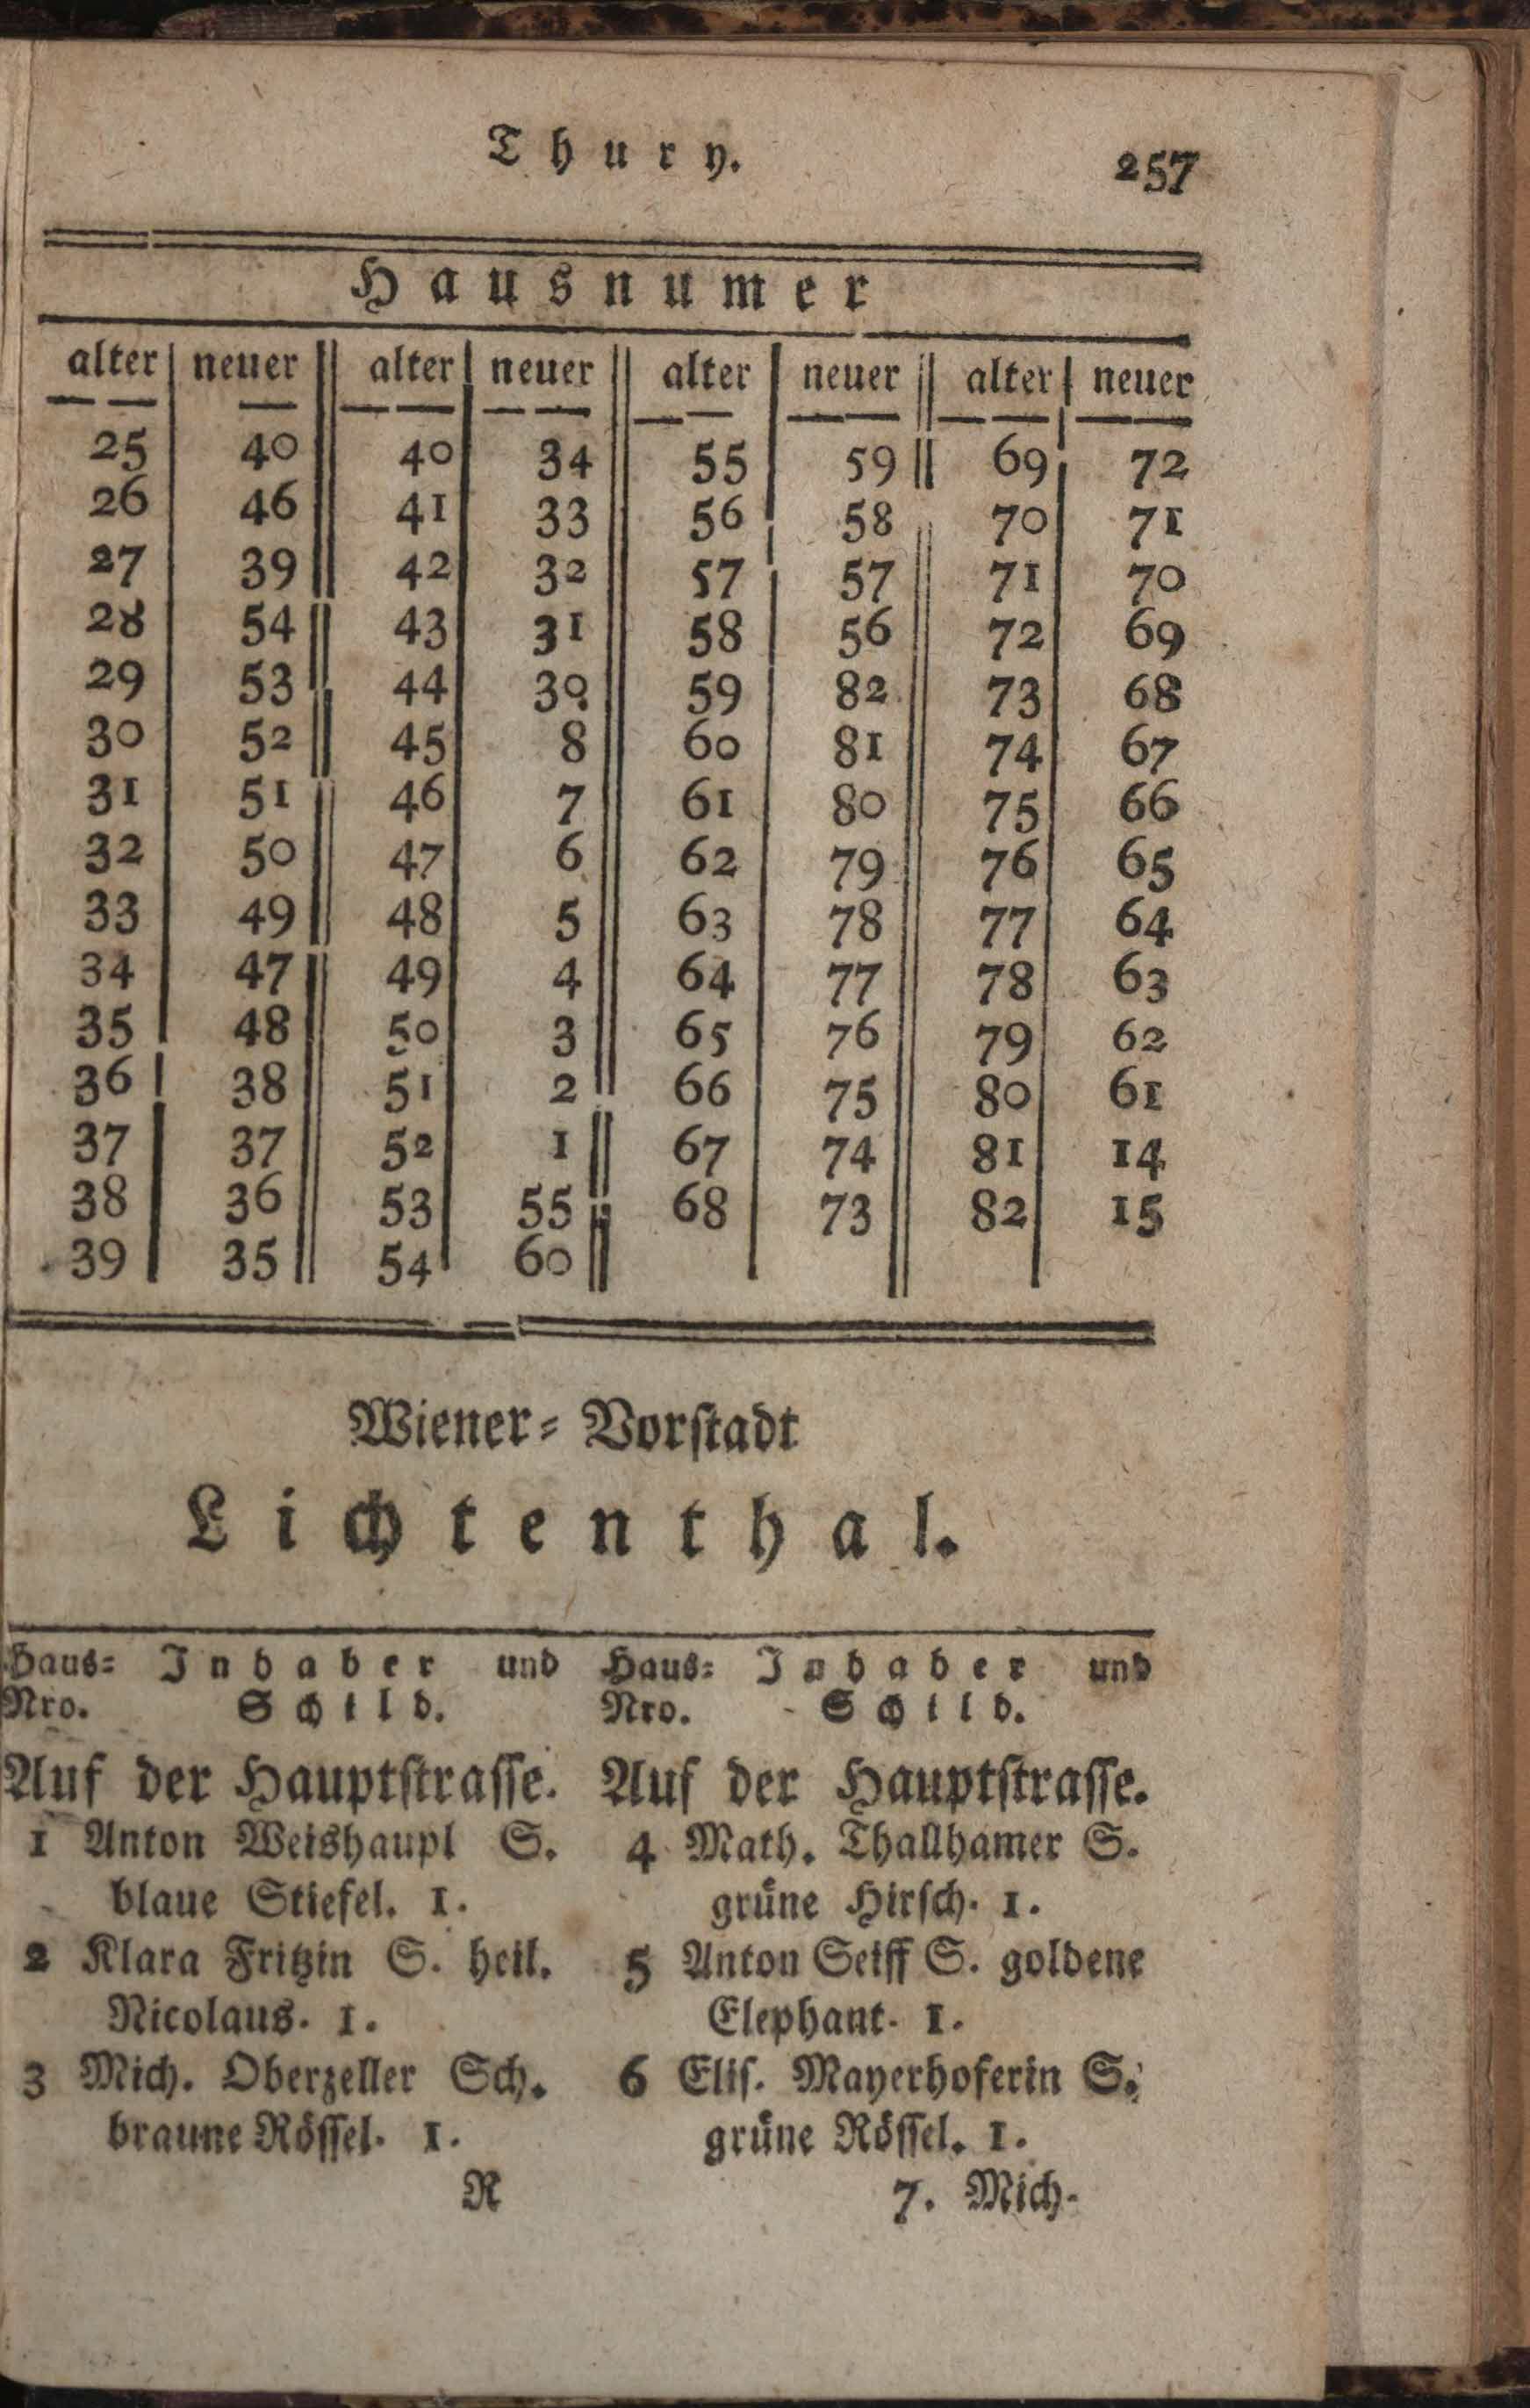 Thury. 257
Hausnumer
alter neuer alter neuer alter neuer alter neuer
25 40 40 34 55 59 69 72
26 46 41 33 56 58 70 71
27 39 42 32 57 57 71 70
28 54 43 31 58 56 72 69
29 53 44 30 59 82 73 68
30 52 45 8 60 81 74 67
31 51 46 7 61 80 75 66
32 50 47 6 62 79 76 65
33 49 48 5 63 78 77 64
34 47 49 4 64 77 78 63
35 48 50 3 65 76 79 62
36 38 51 2 66 75 80 61
37 37 52 1 67 74 81 14
38 36 53 55 68 73 82 15
39 35 54 60
Wiener- Vorstadt
Lichtenthal.
Haus- Inhaber und
Nro. Schild.
Auf der Hauptstrasse.
1 Anton Weishaupl S.
blaue Stiefel. 1.
2 Klara Fritzin S. heil.
Nicolaus. 1.
3 Mich. Oberzeller Sch.
braune Rössel. 1.
R
Haus- Inhaber und
Nro. Schild.
Auf der Hauptstrasse.
4 Math. Thallhamer S.
grüne Hirsch. 1.
5 Anton Seiff S. goldene
Elephant. 1.
6 Elis. Mayerhoferin S.
grüne Rössel. 1.
7. Mich-